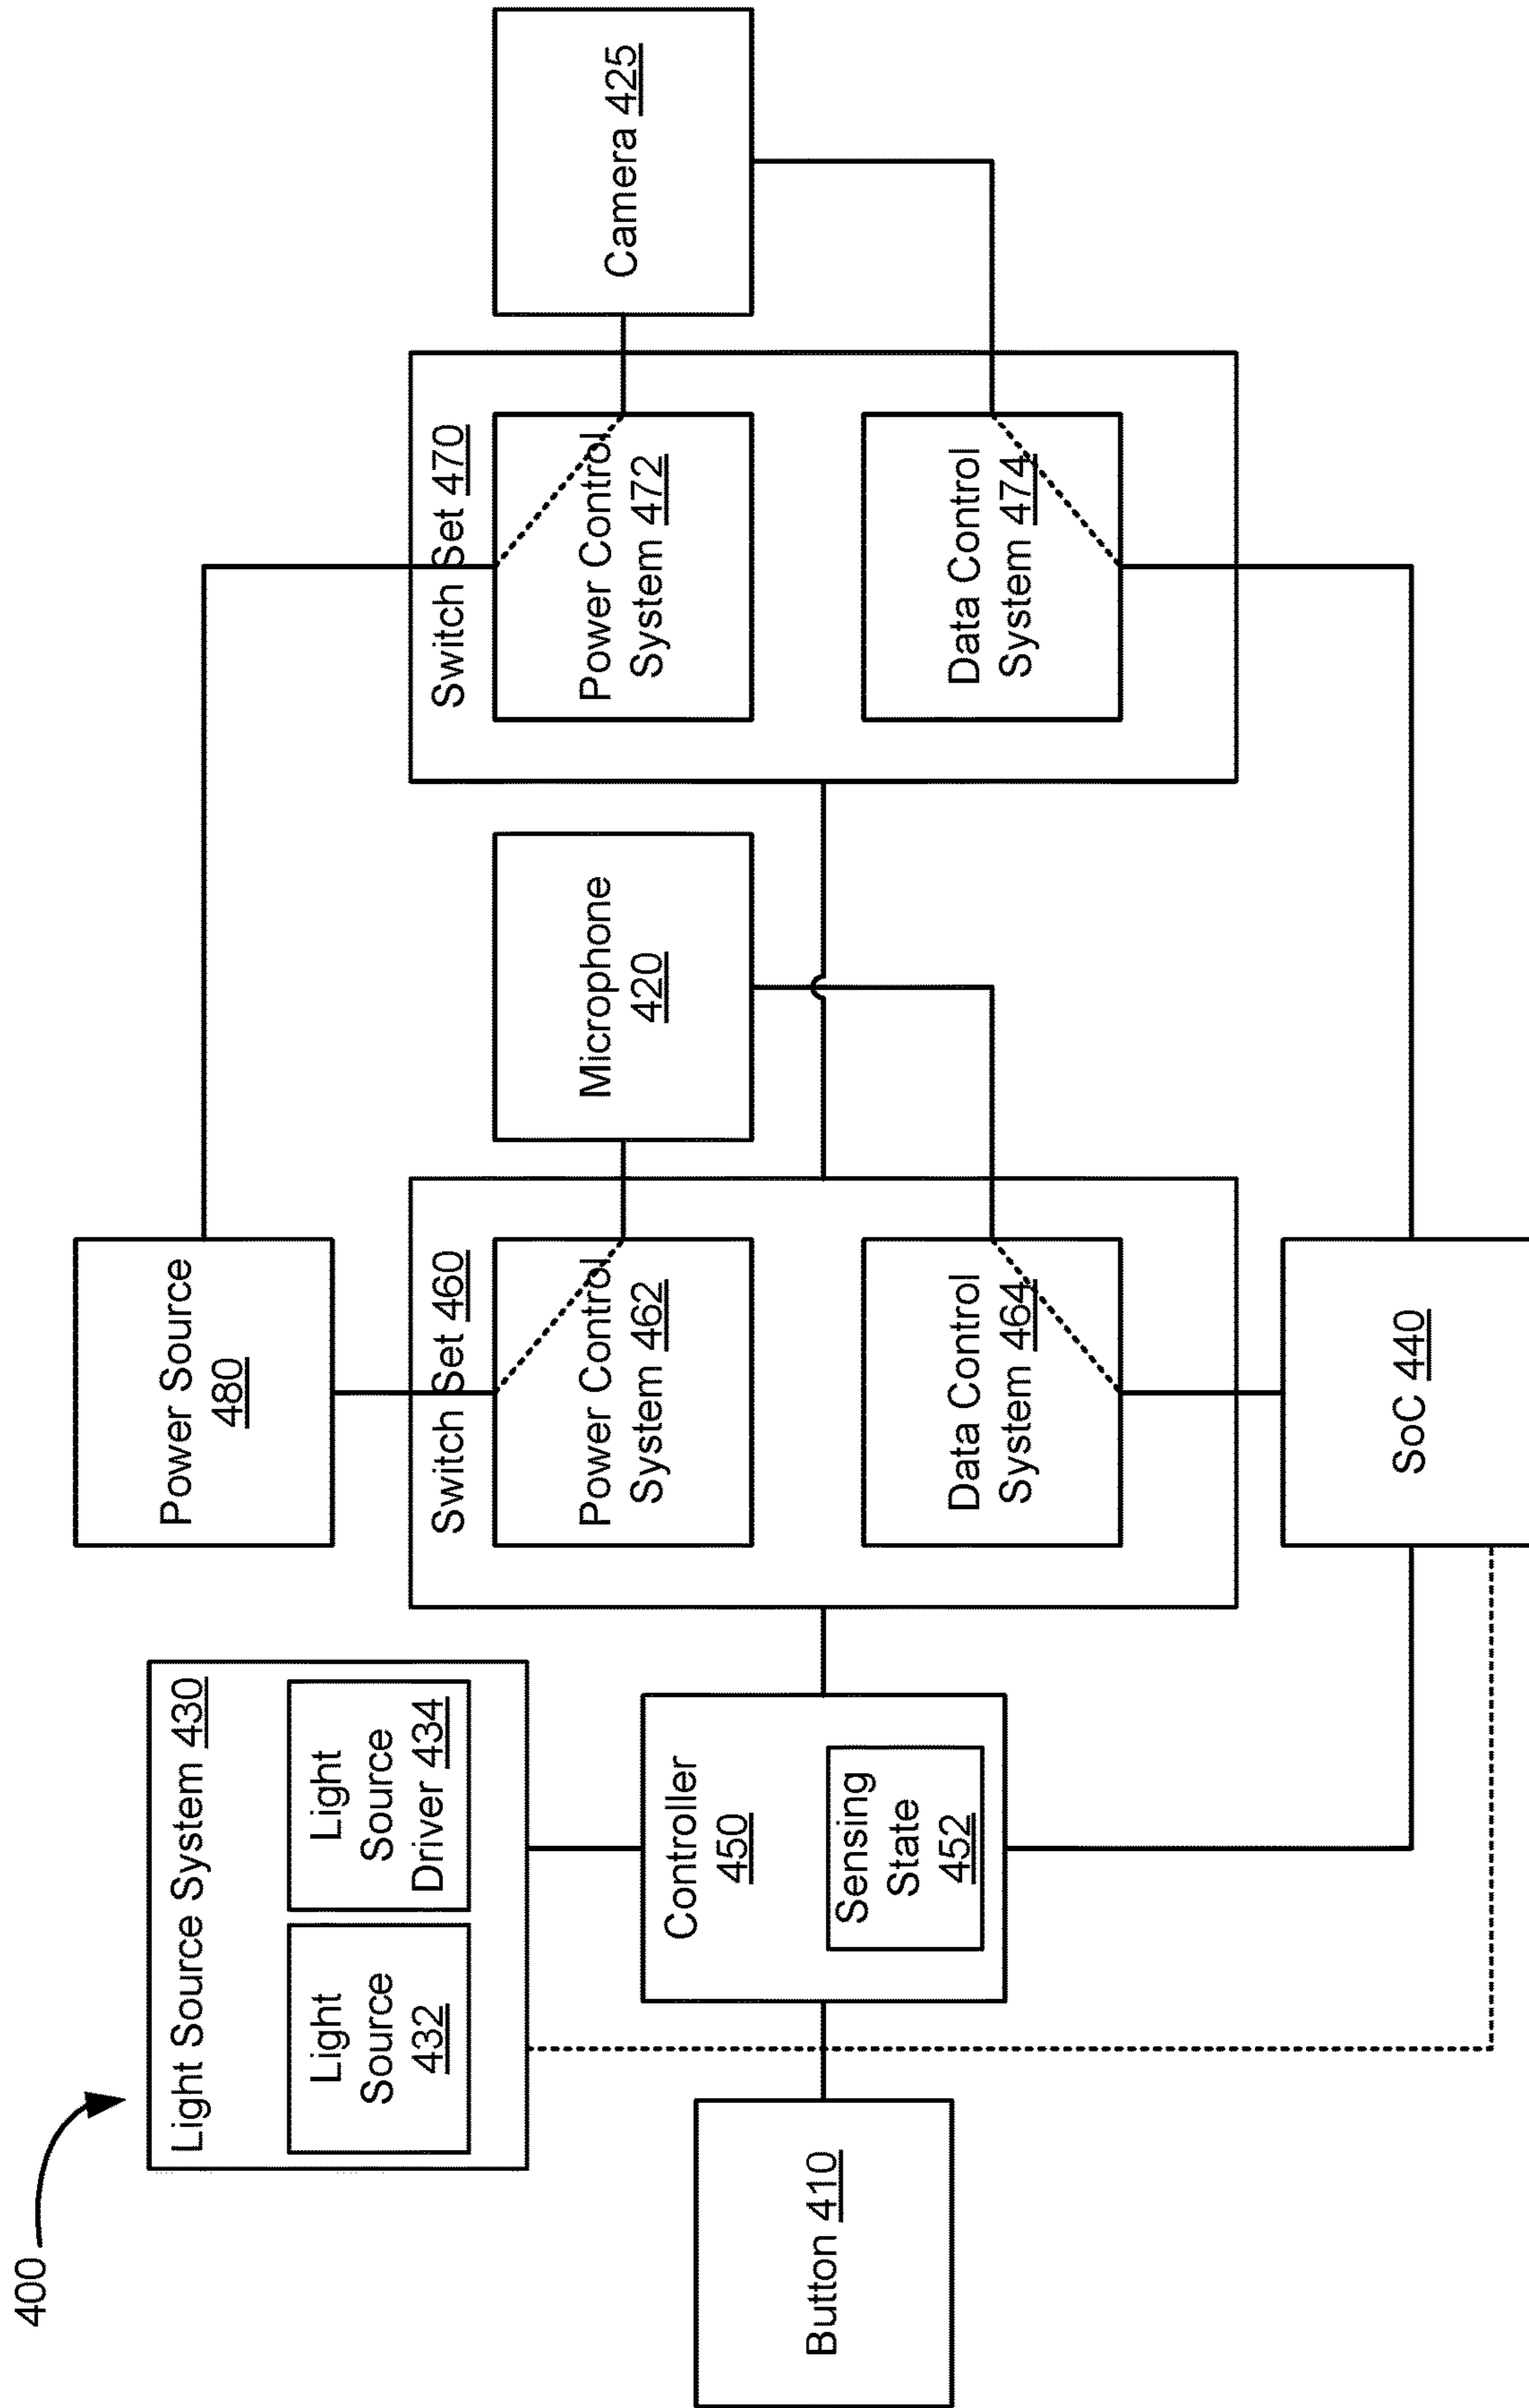 400
Light Source System 430
Light
Source
432
Light
Source
Driver 434
Power Source
480
Button 410
Controller
450
Sensing
State
452
Switch Set 460
Power Control
System 462
Data Control
System 464
Microphone
420
Switch Set 470
Power Control
System 472
Data Control
System 474
Camera 425
SoC 440